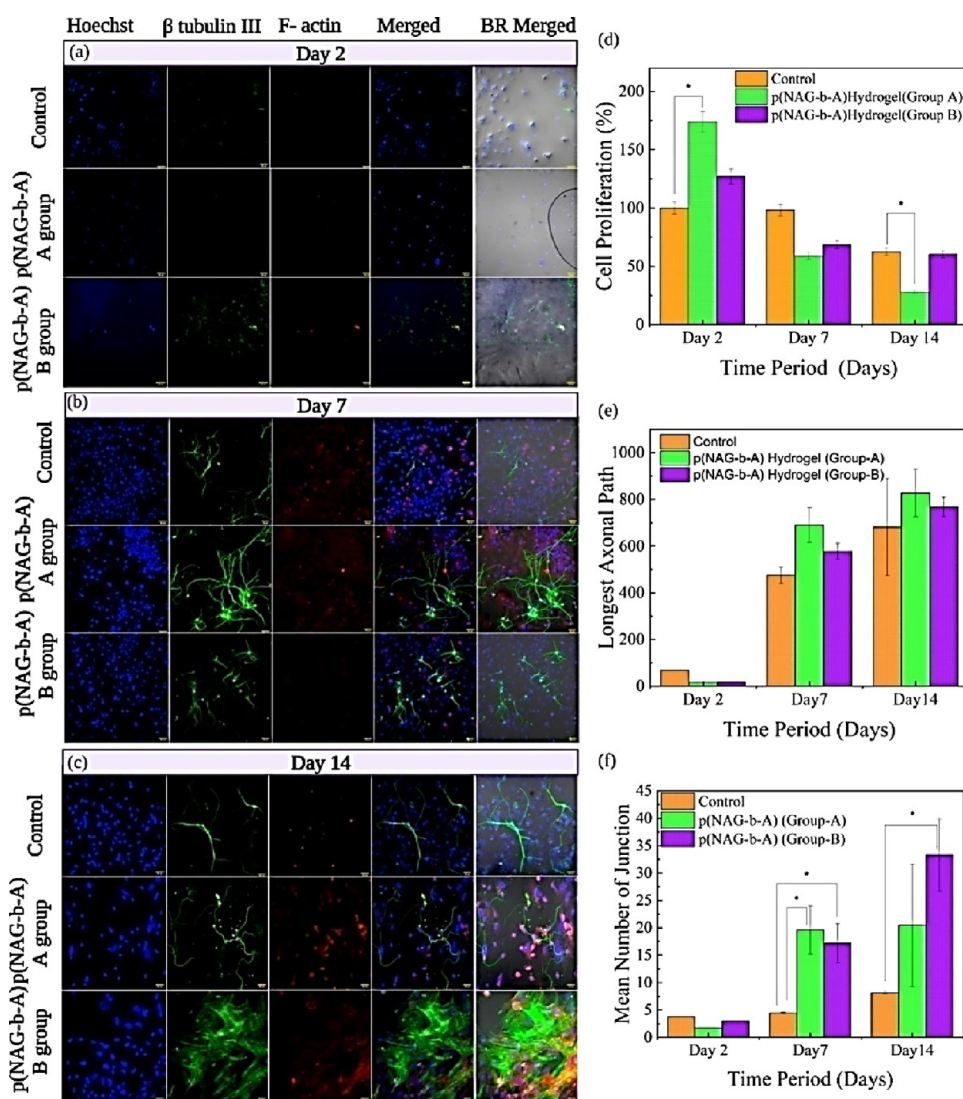 Hoechst β tubulin III F- actin Merged BR Merged
(a) Day 2
Control
p(NAG-b-A)
A group
p(NAG-b-A)
B group
(b) Day 7
Control
p(NAG-b-A)
A group
p(NAG-b-A)
B group
(c) Day 14
Control
p(NAG-b-A)
A group
p(NAG-b-A)
B group
(d)
Control
p(NAG-b-A)Hydrogel(Group A)
p(NAG-b-A)Hydrogel(Group B)
*
*
Cell Proliferation (%)
200
150
100
50
0
Day 2 Day 7 Day 14
Time Period (Days)
(e)
Control
p(NAG-b-A) Hydrogel (Group-A)
p(NAG-b-A) Hydrogel (Group-B)
Longest Axonal Path
1000
800
600
400
200
0
Day 2 Day7 Day14
Time Period (Days)
(f)
Control
p(NAG-b-A) (Group-A)
p(NAG-b-A) (Group-B)
*
*
*
Mean Number of Junction
45
40
35
30
25
20
15
10
5
0
Day 2 Day7 Day14
Time Period (Days)